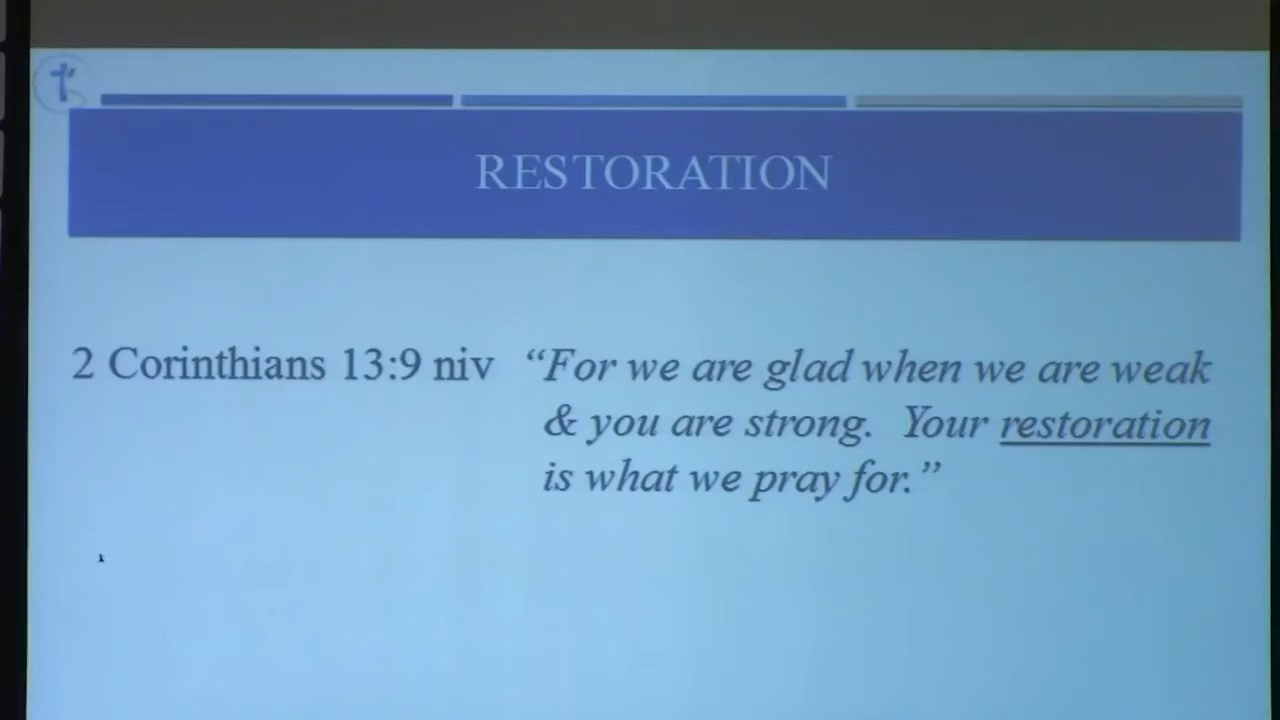 RESTORATION
2 Corinthians 13:9 niv “For we are glad when we are weak
& you are strong. Your restoration
is what we pray for.”